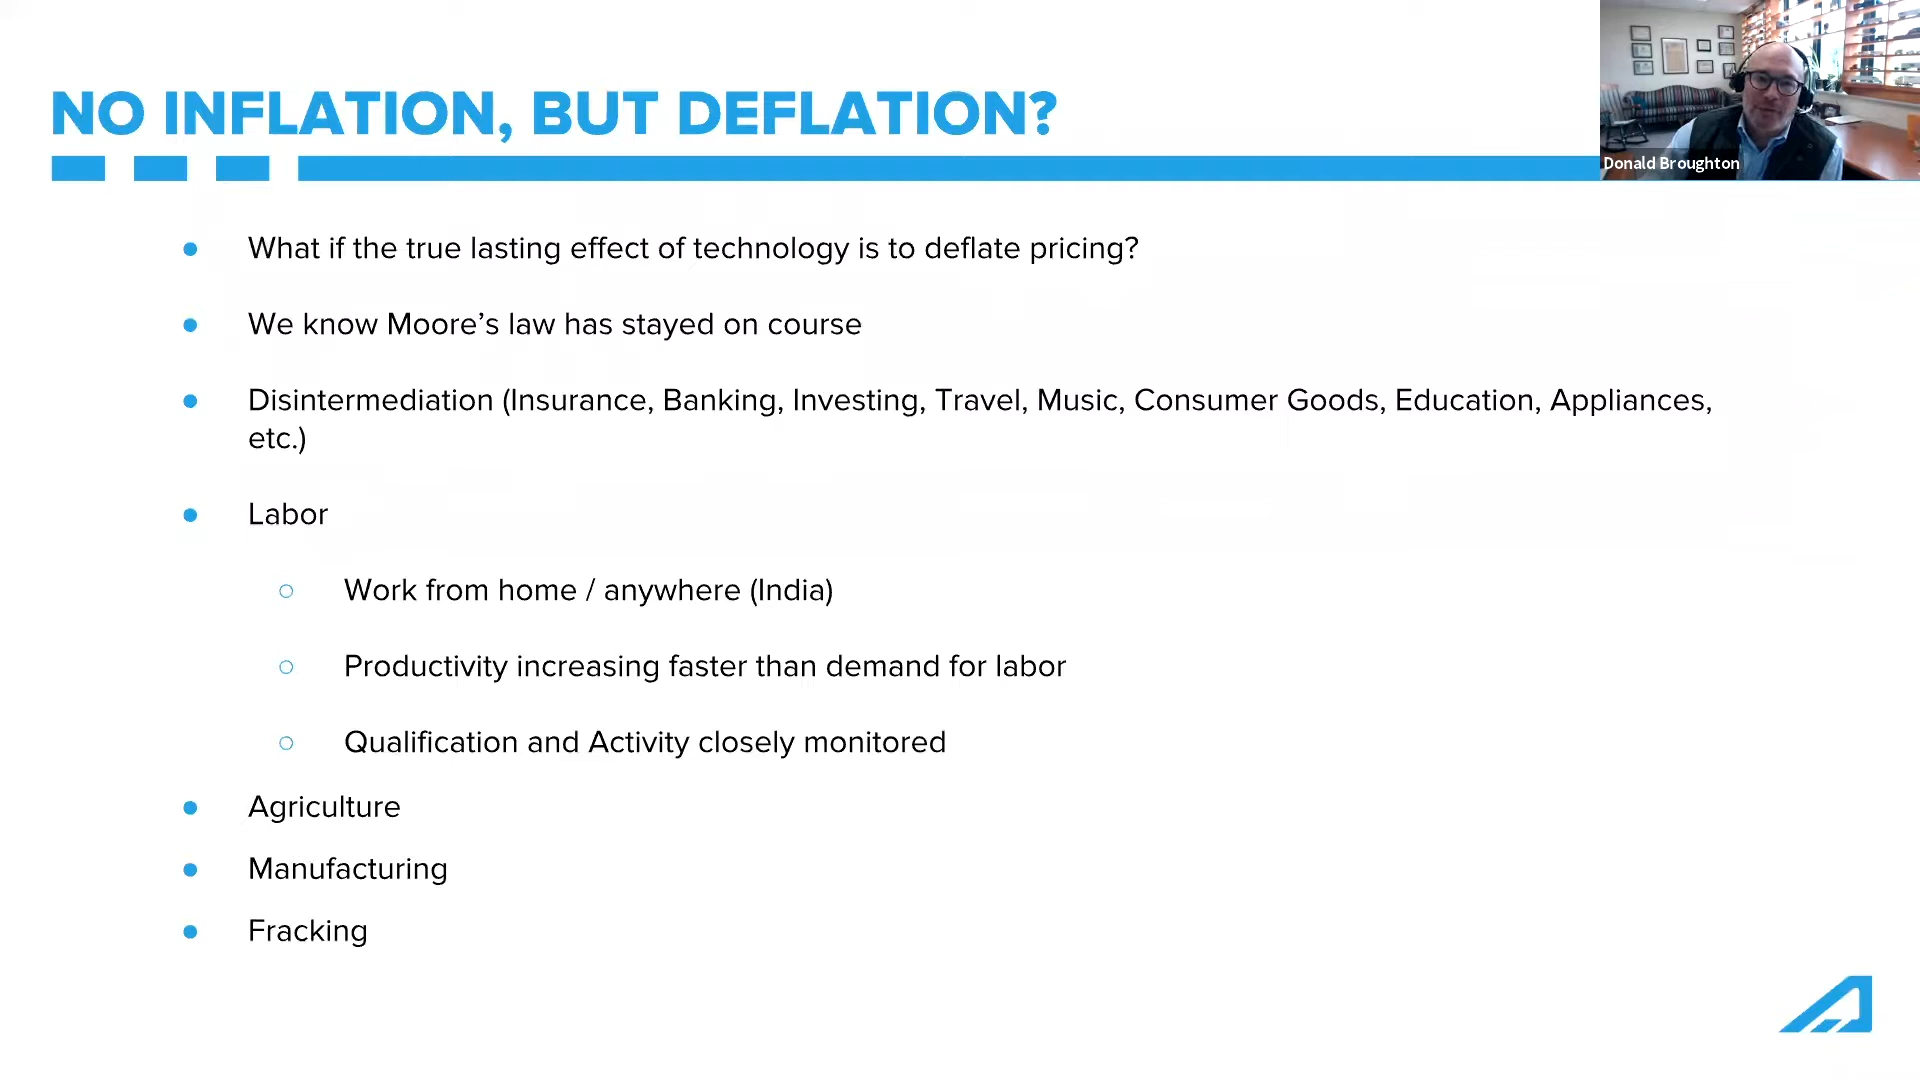 NO INFLATION, BUT DEFLATION?
Donald Broughton
● What if the true lasting effect of technology is to deflate pricing?
● We know Moore’s law has stayed on course
● Disintermediation (Insurance, Banking, Investing, Travel, Music, Consumer Goods, Education, Appliances,
etc.)
● Labor
○ Work from home / anywhere (India)
○ Productivity increasing faster than demand for labor
○ Qualification and Activity closely monitored
● Agriculture
● Manufacturing
● Fracking